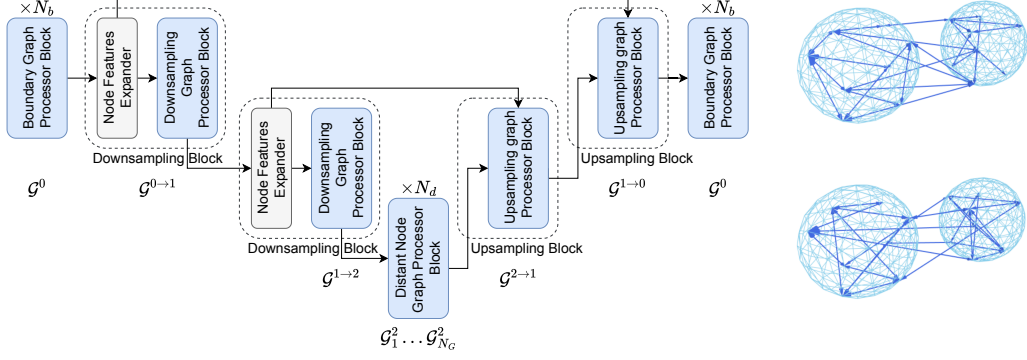 ×N_b
Boundary Graph
Processor Block
𝒢^0
Node Features
Expander
Downsampling
Graph
Processor Block
Downsampling Block
𝒢^{0→1}
Node Features
Expander
Downsampling
Graph
Processor Block
Downsampling Block
𝒢^{1→2}
×N_d
Distant Node
Graph Processor
Block
𝒢^2_1 … 𝒢^2_{N_G}
Upsampling graph
Processor Block
Upsampling Block
𝒢^{2→1}
Upsampling graph
Processor Block
Upsampling Block
𝒢^{1→0}
×N_b
Boundary Graph
Processor Block
𝒢^0